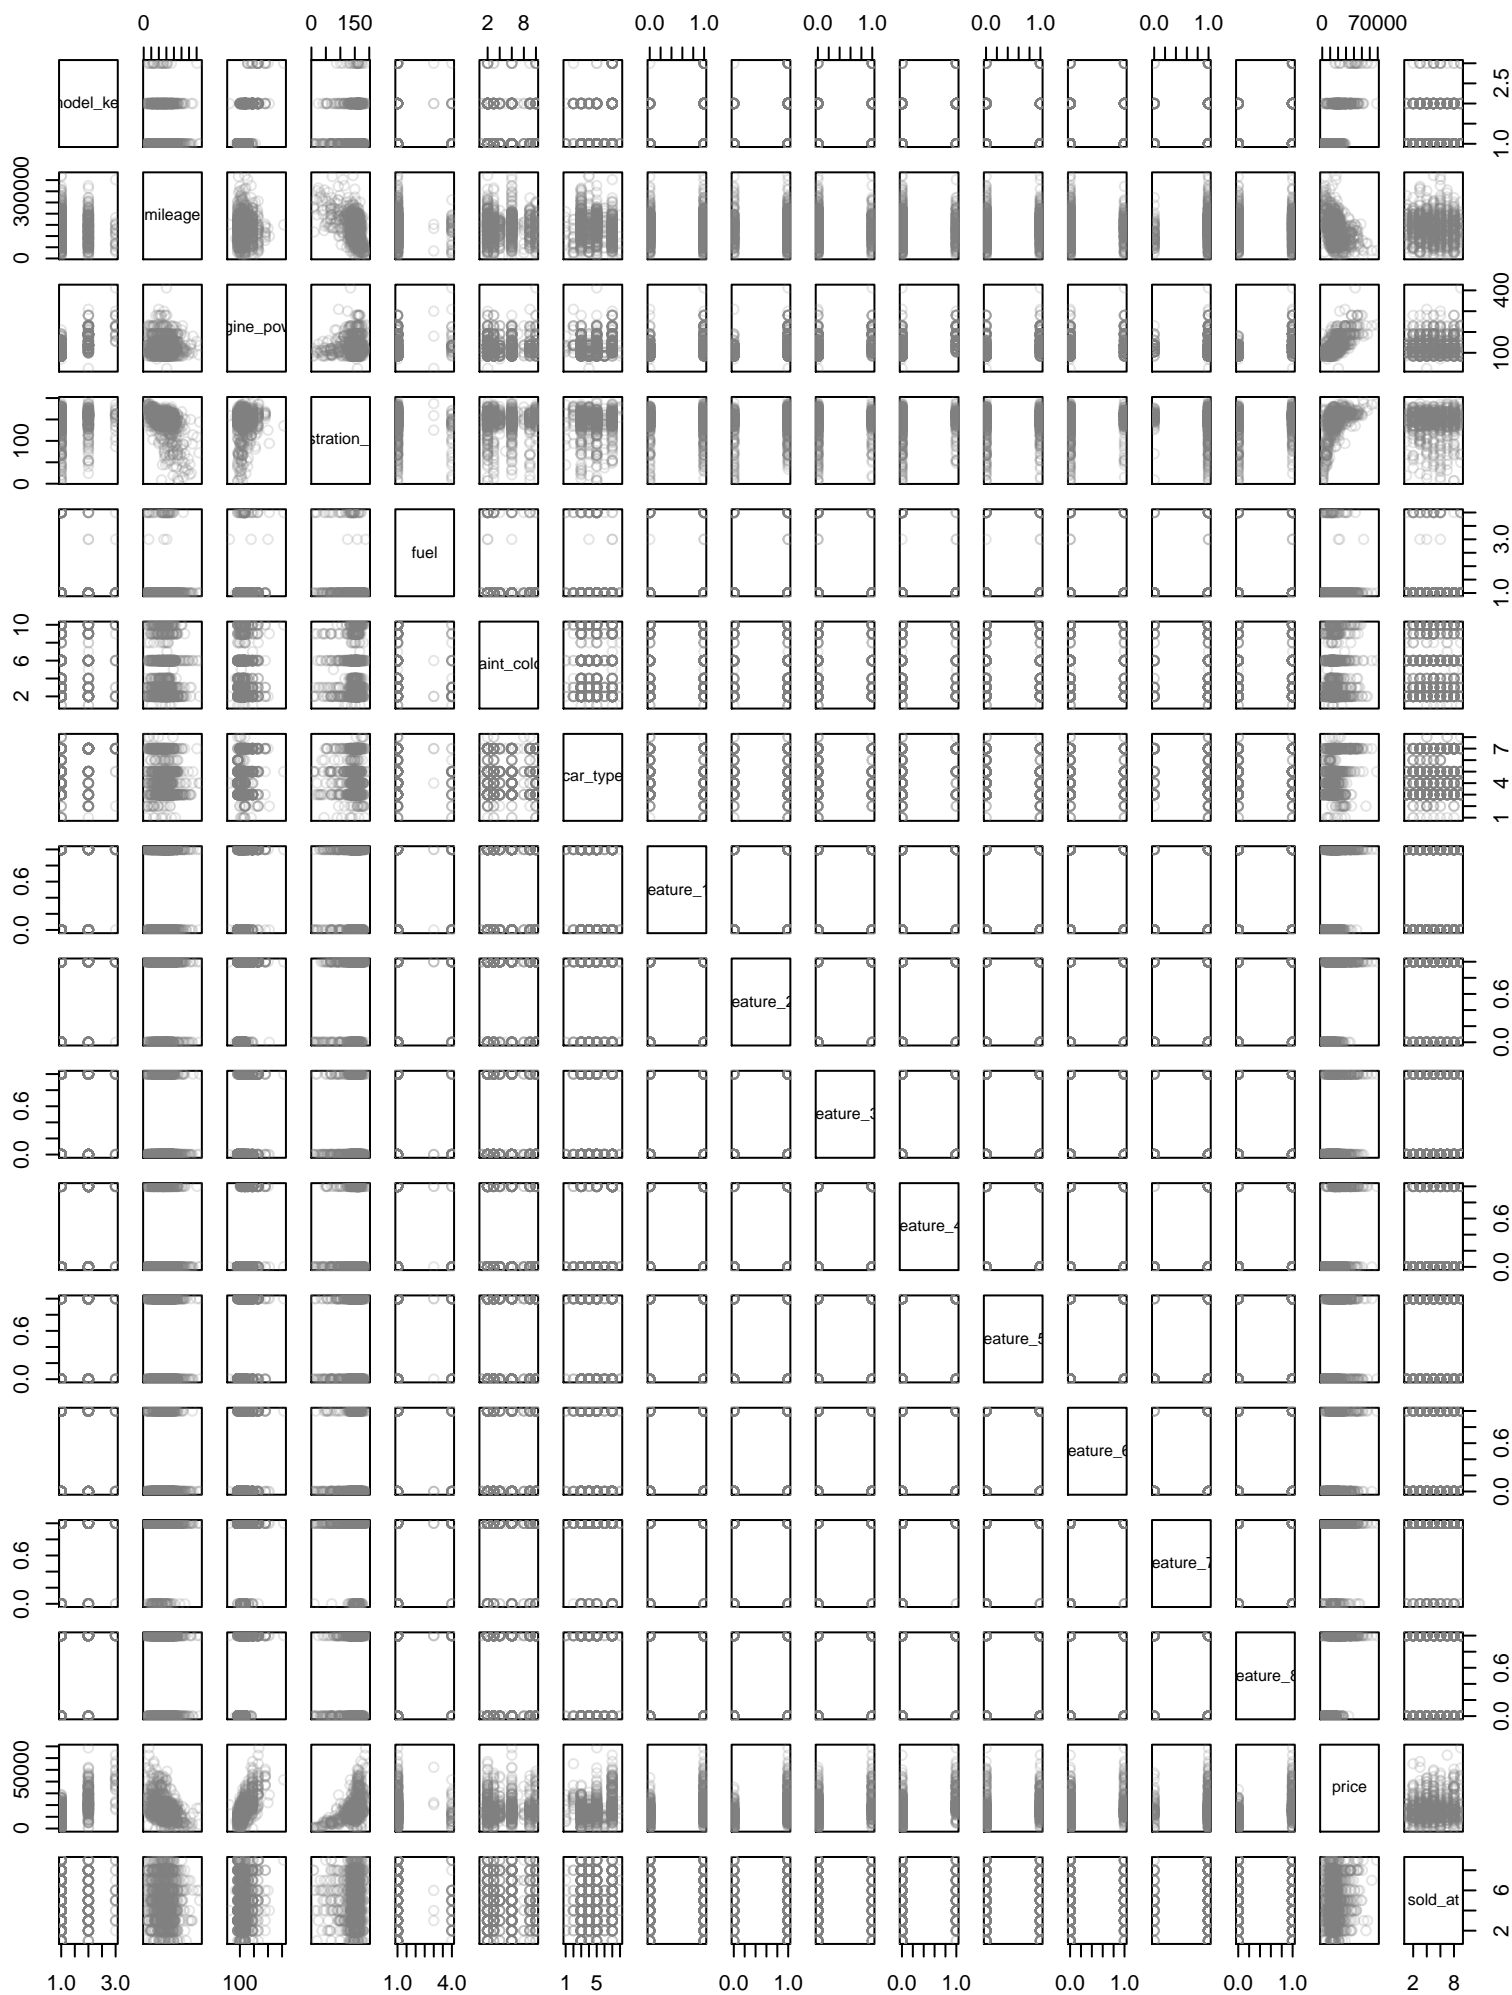 0 0 150 2 8 0.0 1.0 0.0 1.0 0.0 1.0 0.0 1.0 0 70000
nodel_ke 1.0 2.5
0 300000 mileage
gine_pow 100 400
0 100 stration_
fuel 1.0 3.0
2 6 10 aint_colo
car_type 1 4 7
0.0 0.6 eature_1
eature_2 0.0 0.6
0.0 0.6 eature_3
eature_4 0.0 0.6
0.0 0.6 eature_5
eature_6 0.0 0.6
0.0 0.6 eature_7
eature_8 0.0 0.6
0 50000 price
sold_at 2 6
1.0 3.0 100 1.0 4.0 1 5 0.0 1.0 0.0 1.0 0.0 1.0 0.0 1.0 2 8